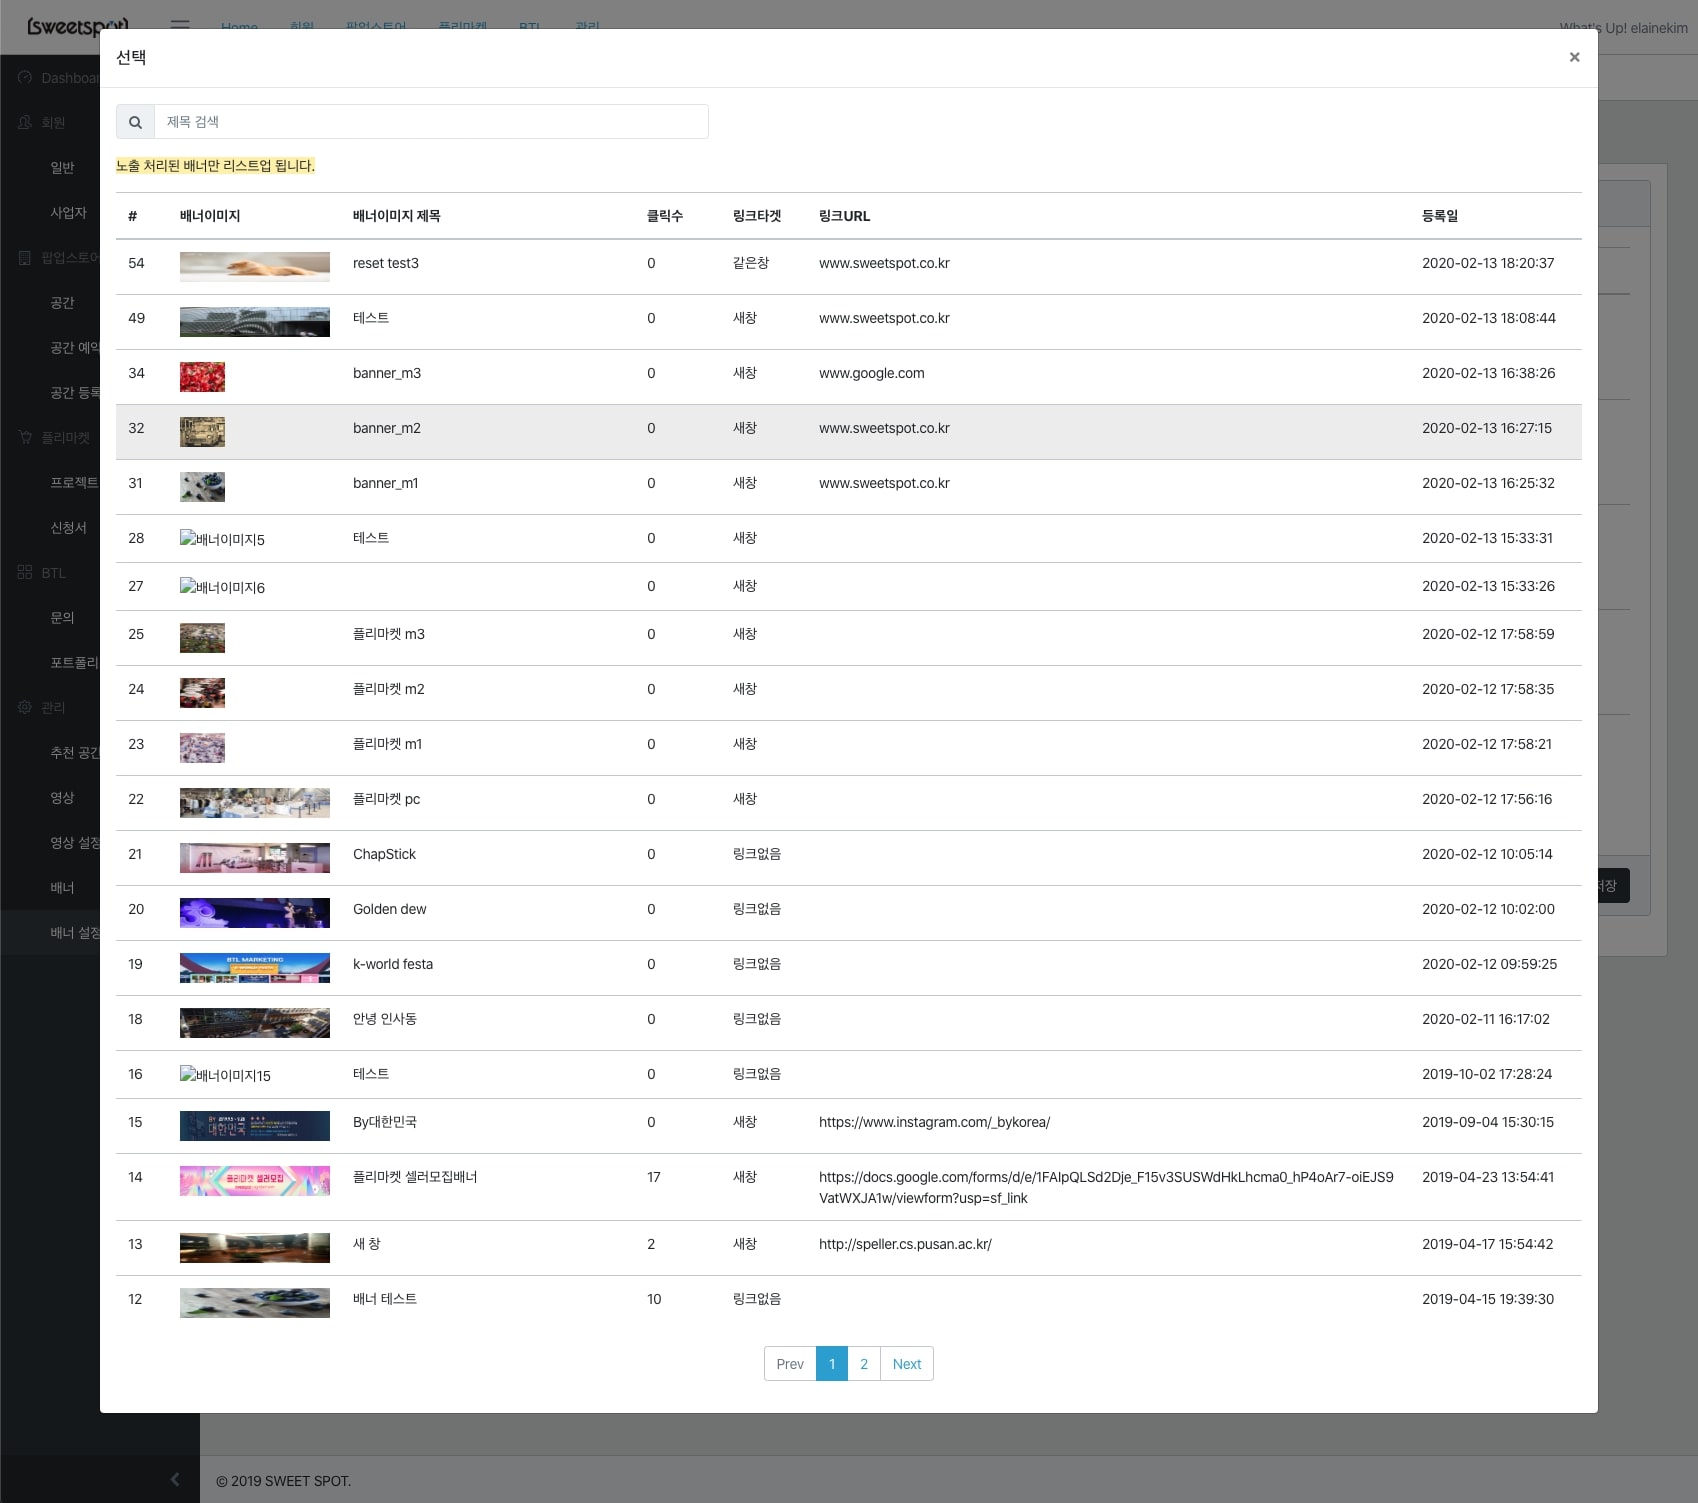 [sweetspot]
Home 회원 팝업스토어 플리마켓 BTL 관리
What's Up! elainekim
선택
×
Dashboar
회원
일반
사업자
팝업스토어
공간
공간 예약
공간 등록
플리마켓
프로젝트
신청서
BTL
문의
포트폴리
관리
추천 공간
영상
영상 설정
배너
배너 설정
제목 검색
노출 처리된 배너만 리스트업 됩니다.
# 배너이미지 배너이미지 제목 클릭수 링크타겟 링크URL 등록일
54 reset test3 0 같은창 www.sweetspot.co.kr 2020-02-13 18:20:37
49 테스트 0 새창 www.sweetspot.co.kr 2020-02-13 18:08:44
34 banner_m3 0 새창 www.google.com 2020-02-13 16:38:26
32 banner_m2 0 새창 www.sweetspot.co.kr 2020-02-13 16:27:15
31 banner_m1 0 새창 www.sweetspot.co.kr 2020-02-13 16:25:32
28 배너이미지5 테스트 0 새창 2020-02-13 15:33:31
27 배너이미지6 0 새창 2020-02-13 15:33:26
25 플리마켓 m3 0 새창 2020-02-12 17:58:59
24 플리마켓 m2 0 새창 2020-02-12 17:58:35
23 플리마켓 m1 0 새창 2020-02-12 17:58:21
22 플리마켓 pc 0 새창 2020-02-12 17:56:16
21 ChapStick 0 링크없음 2020-02-12 10:05:14
20 Golden dew 0 링크없음 2020-02-12 10:02:00
19 BTL MARKETING k-world festa 0 링크없음 2020-02-12 09:59:25
18 안녕 인사동 0 링크없음 2020-02-11 16:17:02
16 배너이미지15 테스트 0 링크없음 2019-10-02 17:28:24
15 BY 대한민국 By대한민국 0 새창 https://www.instagram.com/_bykorea/ 2019-09-04 15:30:15
14 플리마켓 셀러모집 플리마켓 셀러모집배너 17 새창 https://docs.google.com/forms/d/e/1FAIpQLSd2Dje_F15v3SUSWdHkLhcma0_hP4oAr7-oiEJS9 2019-04-23 13:54:41
VatWXJA1w/viewform?usp=sf_link
13 새 창 2 새창 http://speller.cs.pusan.ac.kr/ 2019-04-17 15:54:42
12 배너 테스트 10 링크없음 2019-04-15 19:39:30
Prev 1 2 Next
저장
© 2019 SWEET SPOT.